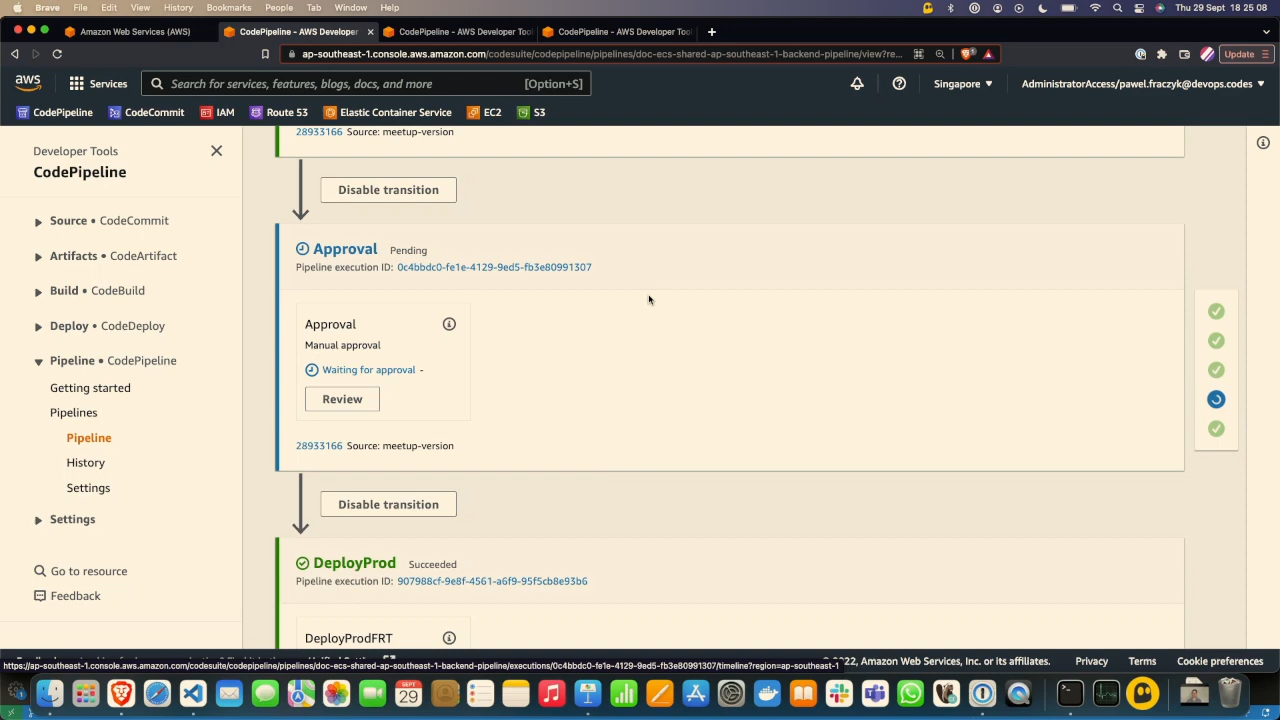 Brave File Edit View History Bookmarks People Tab Window Help
Thu 29 Sept 18 25 08
Amazon Web Services (AWS)
CodePipeline - AWS Developer
CodePipeline - AWS Developer Tool
CodePipeline - AWS Developer Tool
ap-southeast-1.console.aws.amazon.com/codesuite/codepipeline/pipelines/doc-ecs-shared-ap-southeast-1-backend-pipeline/view?re...
Update
aws
Services
Search for services, features, blogs, docs, and more
[Option+S]
Singapore
AdministratorAccess/pawel.fraczyk@devops.codes
CodePipeline
CodeCommit
IAM
Route 53
Elastic Container Service
EC2
S3
Developer Tools
CodePipeline
Source • CodeCommit
Artifacts • CodeArtifact
Build • CodeBuild
Deploy • CodeDeploy
Pipeline • CodePipeline
Getting started
Pipelines
Pipeline
History
Settings
Settings
Go to resource
Feedback
28933166 Source: meetup-version
Disable transition
Approval Pending
Pipeline execution ID: 0c4bbdc0-fe1e-4129-9ed5-fb3e80991307
Approval
Manual approval
Waiting for approval -
Review
28933166 Source: meetup-version
Disable transition
DeployProd Succeeded
Pipeline execution ID: 907988cf-9e8f-4561-a6f9-95f5cb8e93b6
DeployProdFRT
https://ap-southeast-1.console.aws.amazon.com/codesuite/codepipeline/pipelines/doc-ecs-shared-ap-southeast-1-backend-pipeline/executions/0c4bbdc0-fe1e-4129-9ed5-fb3e80991307/timeline?region=ap-southeast-1
2022, Amazon Web Services, Inc. or its affiliates.
Privacy
Terms
Cookie preferences
SEPT
29